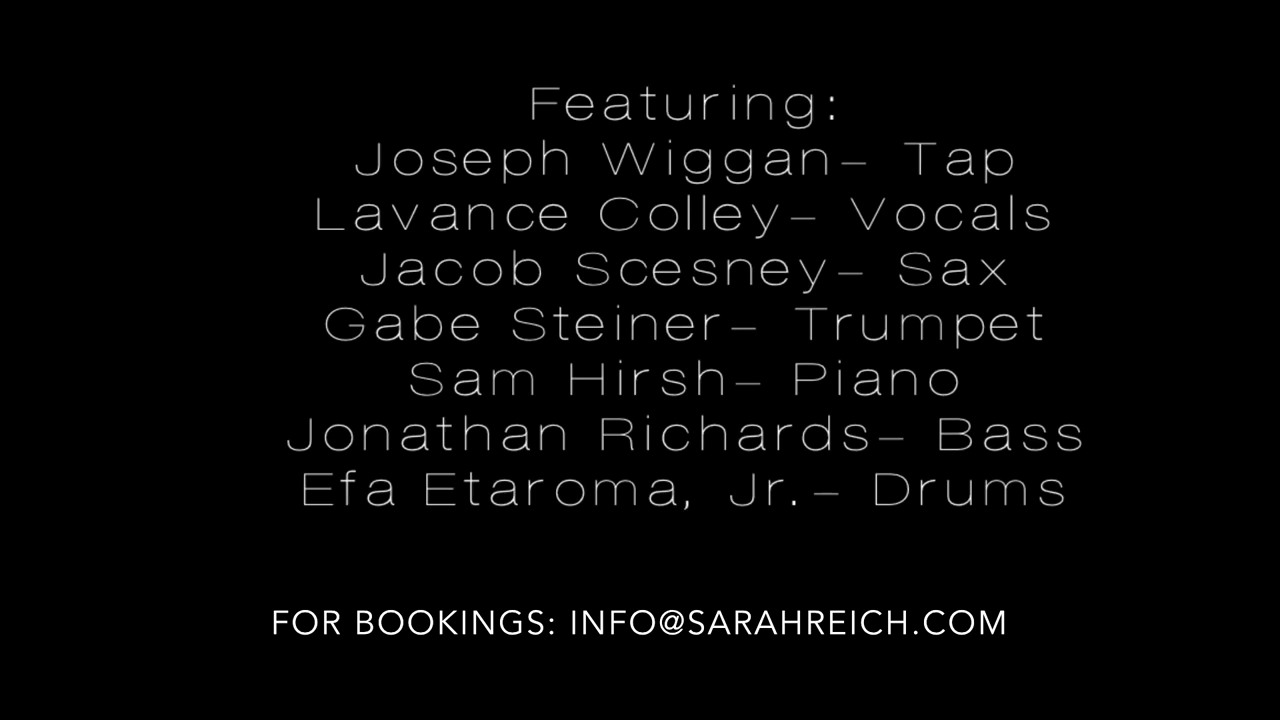 Featuring:
Joseph Wiggan- Tap
Lavance Colley- Vocals
Jacob Scesney- Sax
Gabe Steiner- Trumpet
Sam Hirsh- Piano
Jonathan Richards- Bass
Efa Etaroma, Jr.- Drums
FOR BOOKINGS: INFO@SARAHREICH.COM